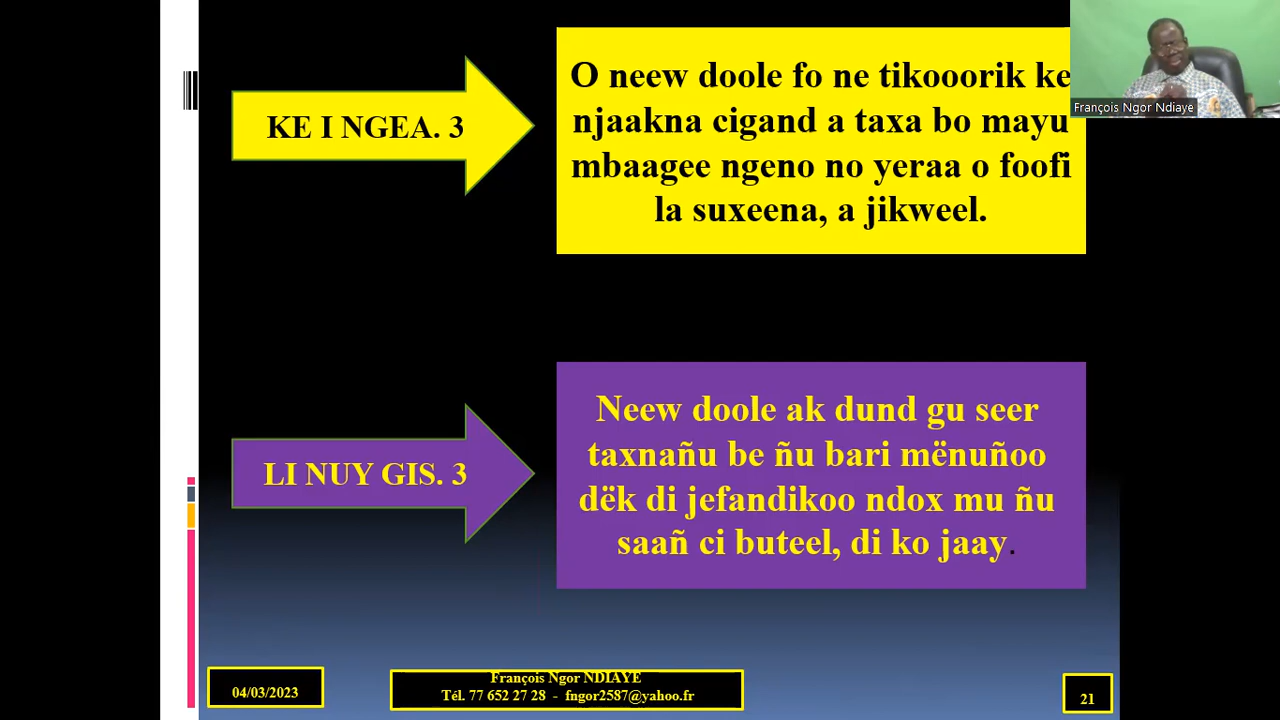 KE I NGEA. 3
O neew doole fo ne tikooorik ke
njaakna cigand a taxa bo mayu
mbaagee ngeno no yeraa o foofi
la suxeena, a jikweel.
François Ngor Ndiaye
LI NUY GIS. 3
Neew doole ak dund gu seer
taxnañu be ñu bari mënuñoo
dëk di jefandikoo ndox mu ñu
saañ ci buteel, di ko jaay.
04/03/2023
François Ngor NDIAYE
Tél. 77 652 27 28 - fngor2587@yahoo.fr
21